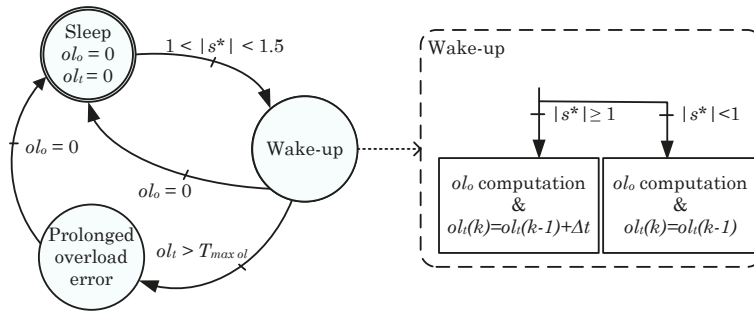 Sleep
olₒ = 0
olₜ = 0
1 < |s*| < 1.5
Wake-up
olₒ = 0
olₒ = 0
Prolonged
overload
error
olₜ > Tₘₐₓ ₒₗ
Wake-up
|s*| ≥ 1
|s*| <1
olₒ computation
&
olₜ(k)=olₜ(k-1)+Δt
olₒ computation
&
olₜ(k)=olₜ(k-1)